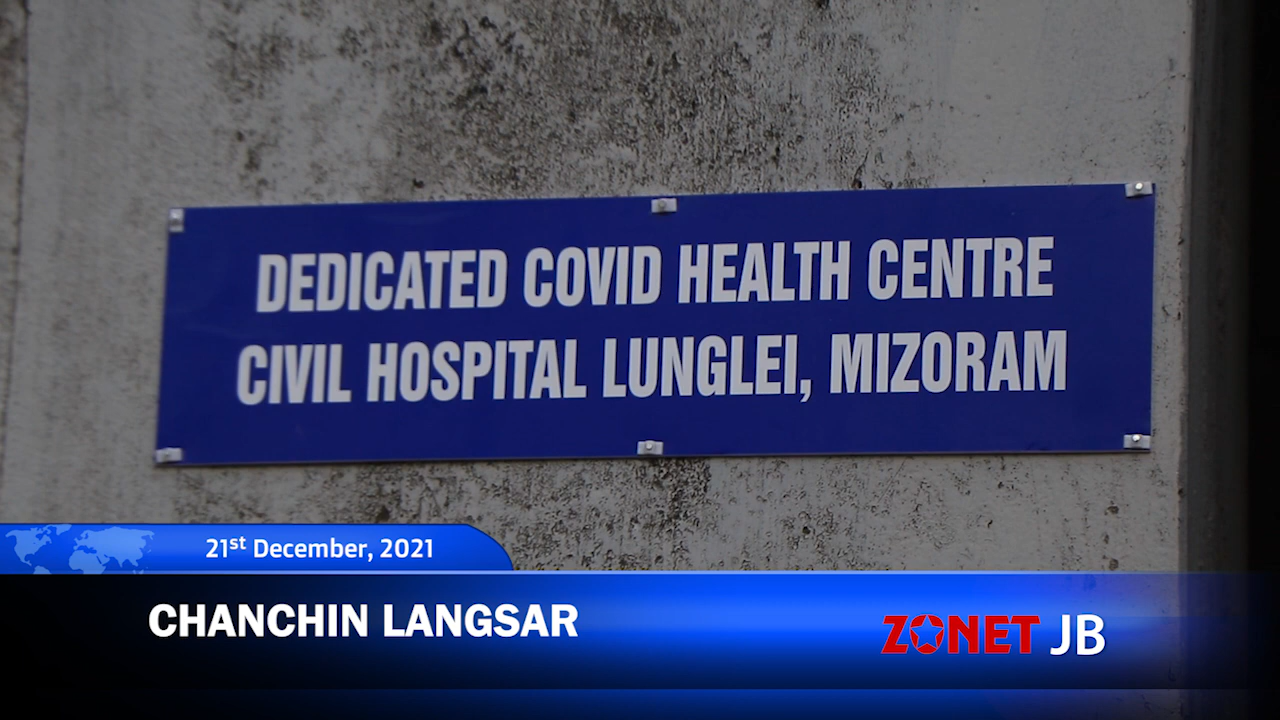 DEDICATED COVID HEALTH CENTRE
CIVIL HOSPITAL LUNGLEI, MIZORAM
21st December, 2021
CHANCHIN LANGSAR
ZONET JB